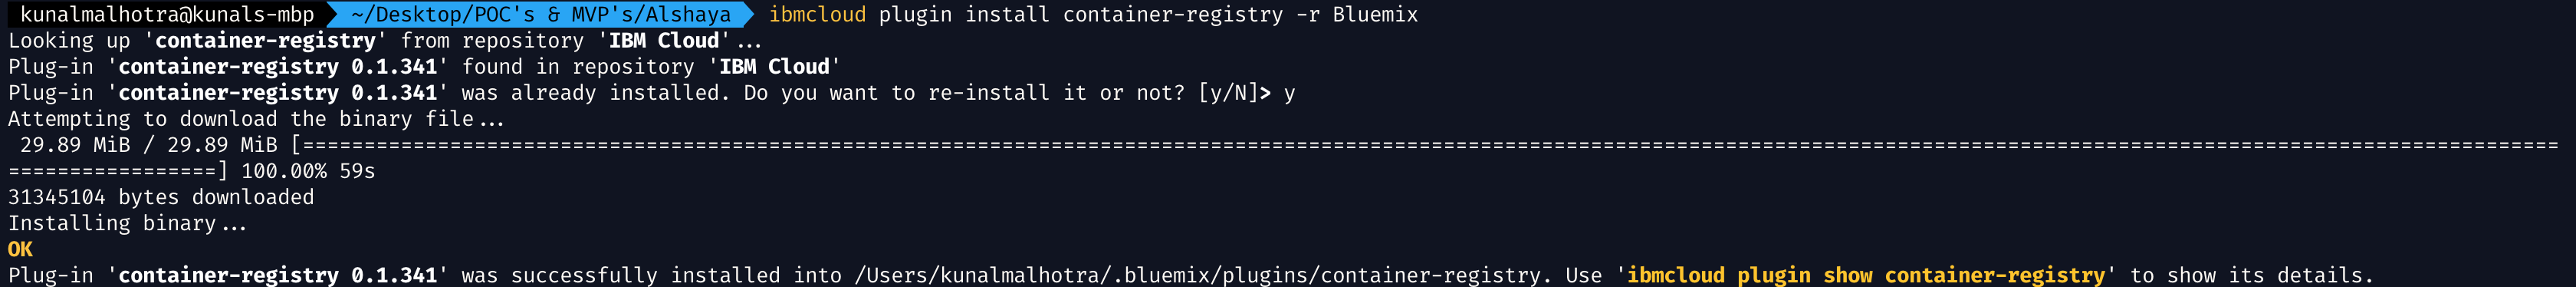 kunalmalhotra@kunals-mbp ~/Desktop/POC's & MVP's/Alshaya ibmcloud plugin install container-registry -r Bluemix
Looking up 'container-registry' from repository 'IBM Cloud'...
Plug-in 'container-registry 0.1.341' found in repository 'IBM Cloud'
Plug-in 'container-registry 0.1.341' was already installed. Do you want to re-install it or not? [y/N]> y
Attempting to download the binary file...
29.89 MiB / 29.89 MiB [========================================================================================================================================================================================
=================] 100.00% 59s
31345104 bytes downloaded
Installing binary...
OK
Plug-in 'container-registry 0.1.341' was successfully installed into /Users/kunalmalhotra/.bluemix/plugins/container-registry. Use 'ibmcloud plugin show container-registry' to show its details.